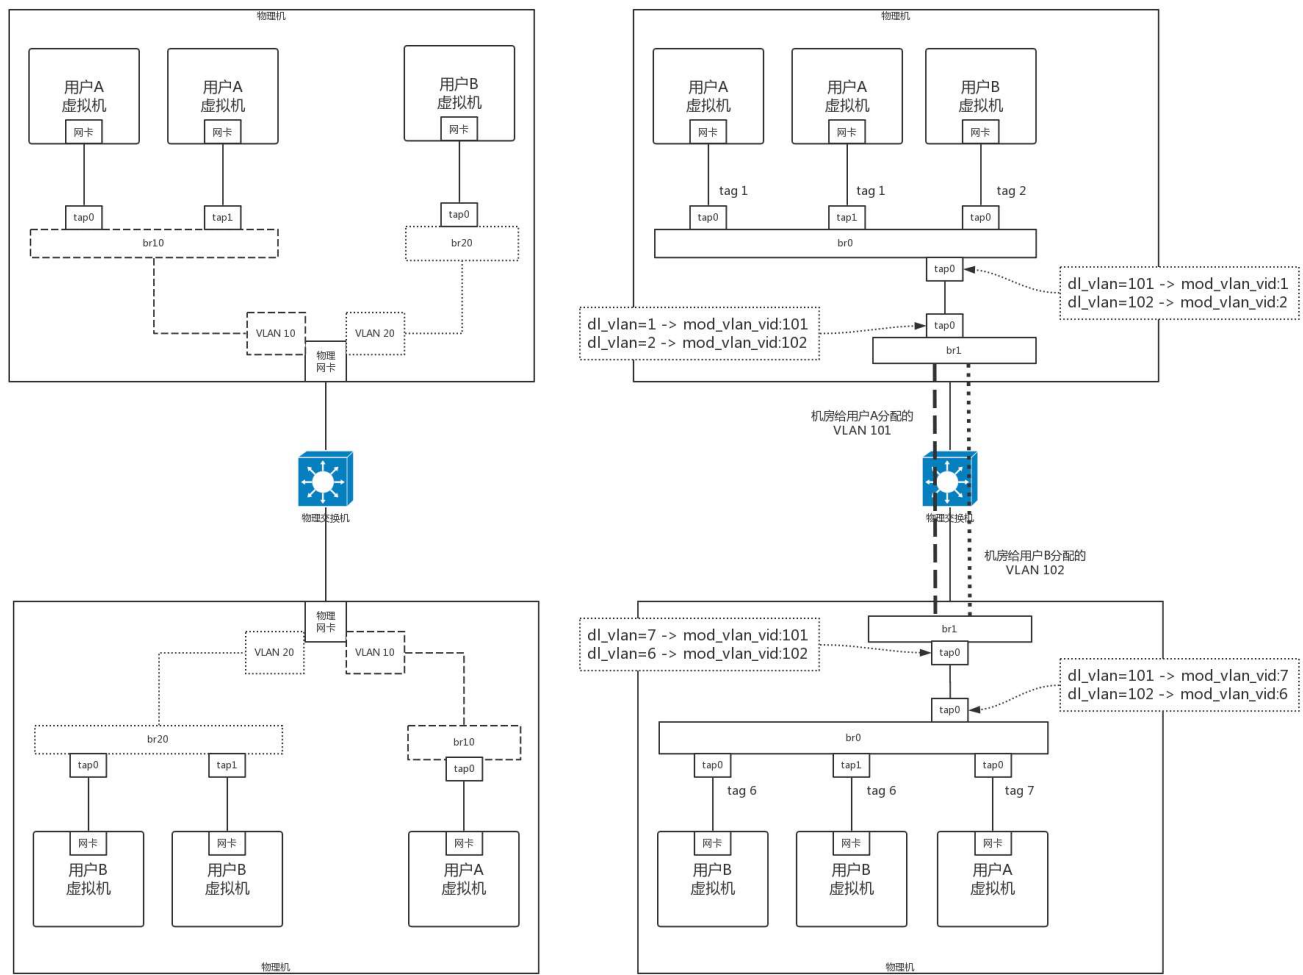 物理机
用户A
虚拟机
网卡
用户A
虚拟机
网卡
用户B
虚拟机
网卡
tap0
tap1
tap0
br10
br20
VLAN 10
VLAN 20
物理
网卡
物理交换机
物理
网卡
VLAN 20
VLAN 10
br20
br10
tap0
tap1
tap0
网卡
用户B
虚拟机
网卡
用户B
虚拟机
网卡
用户A
虚拟机
物理机
物理机
用户A
虚拟机
网卡
用户A
虚拟机
网卡
用户B
虚拟机
网卡
tag 1
tag 1
tag 2
tap0
tap1
tap0
br0
tap0
dl_vlan=101 -> mod_vlan_vid:1
dl_vlan=102 -> mod_vlan_vid:2
dl_vlan=1 -> mod_vlan_vid:101
dl_vlan=2 -> mod_vlan_vid:102
tap0
br1
机房给用户A分配的
VLAN 101
物理交换机
机房给用户B分配的
VLAN 102
br1
dl_vlan=7 -> mod_vlan_vid:101
dl_vlan=6 -> mod_vlan_vid:102
tap0
dl_vlan=101 -> mod_vlan_vid:7
dl_vlan=102 -> mod_vlan_vid:6
tap0
br0
tap0
tap1
tap0
tag 6
tag 6
tag 7
网卡
用户B
虚拟机
网卡
用户B
虚拟机
网卡
用户A
虚拟机
物理机